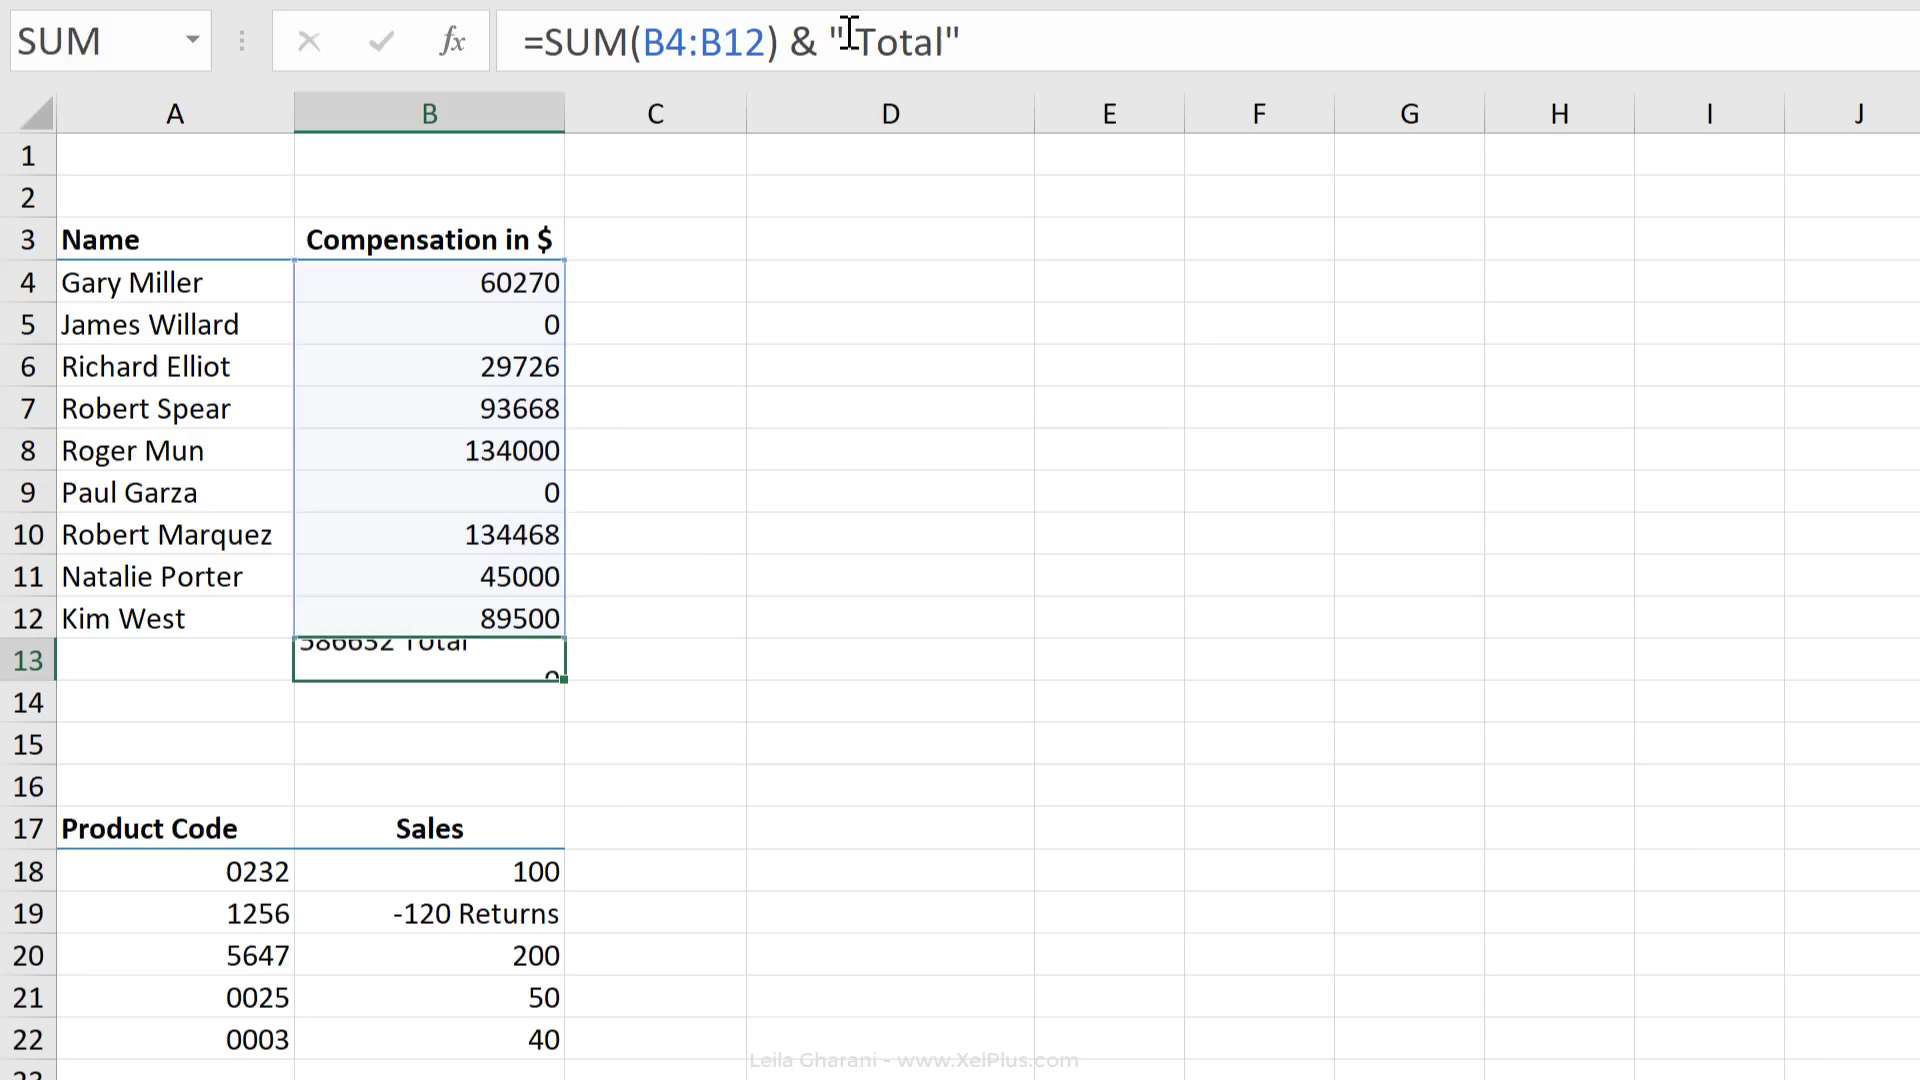 SUM fx =SUM(B4:B12) & " Total"
A B C D E F G H I J
1
2
3 Name Compensation in $
4 Gary Miller 60270
5 James Willard 0
6 Richard Elliot 29726
7 Robert Spear 93668
8 Roger Mun 134000
9 Paul Garza 0
10 Robert Marquez 134468
11 Natalie Porter 45000
12 Kim West 89500
13 586632 Total
14
15
16
17 Product Code Sales
18 0232 100
19 1256 -120 Returns
20 5647 200
21 0025 50
22 0003 40
Leila Gharani - www.XelPlus.com
23